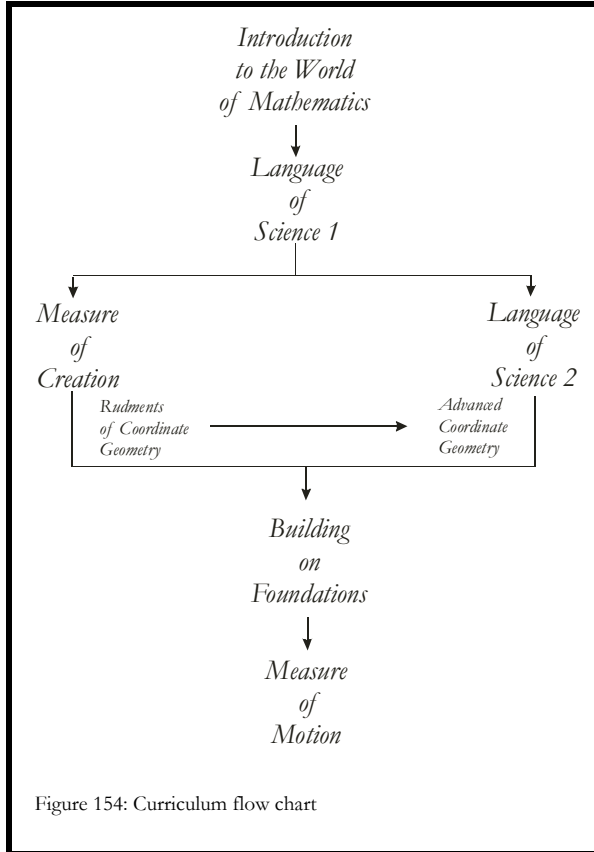 Introduction
to the World
of Mathematics
Language
of
Science 1
Measure
of
Creation
Language
of
Science 2
Rudments
of Coordinate
Geometry
Advanced
Coordinate
Geometry
Building
on
Foundations
Measure
of
Motion
Figure 154: Curriculum flow chart